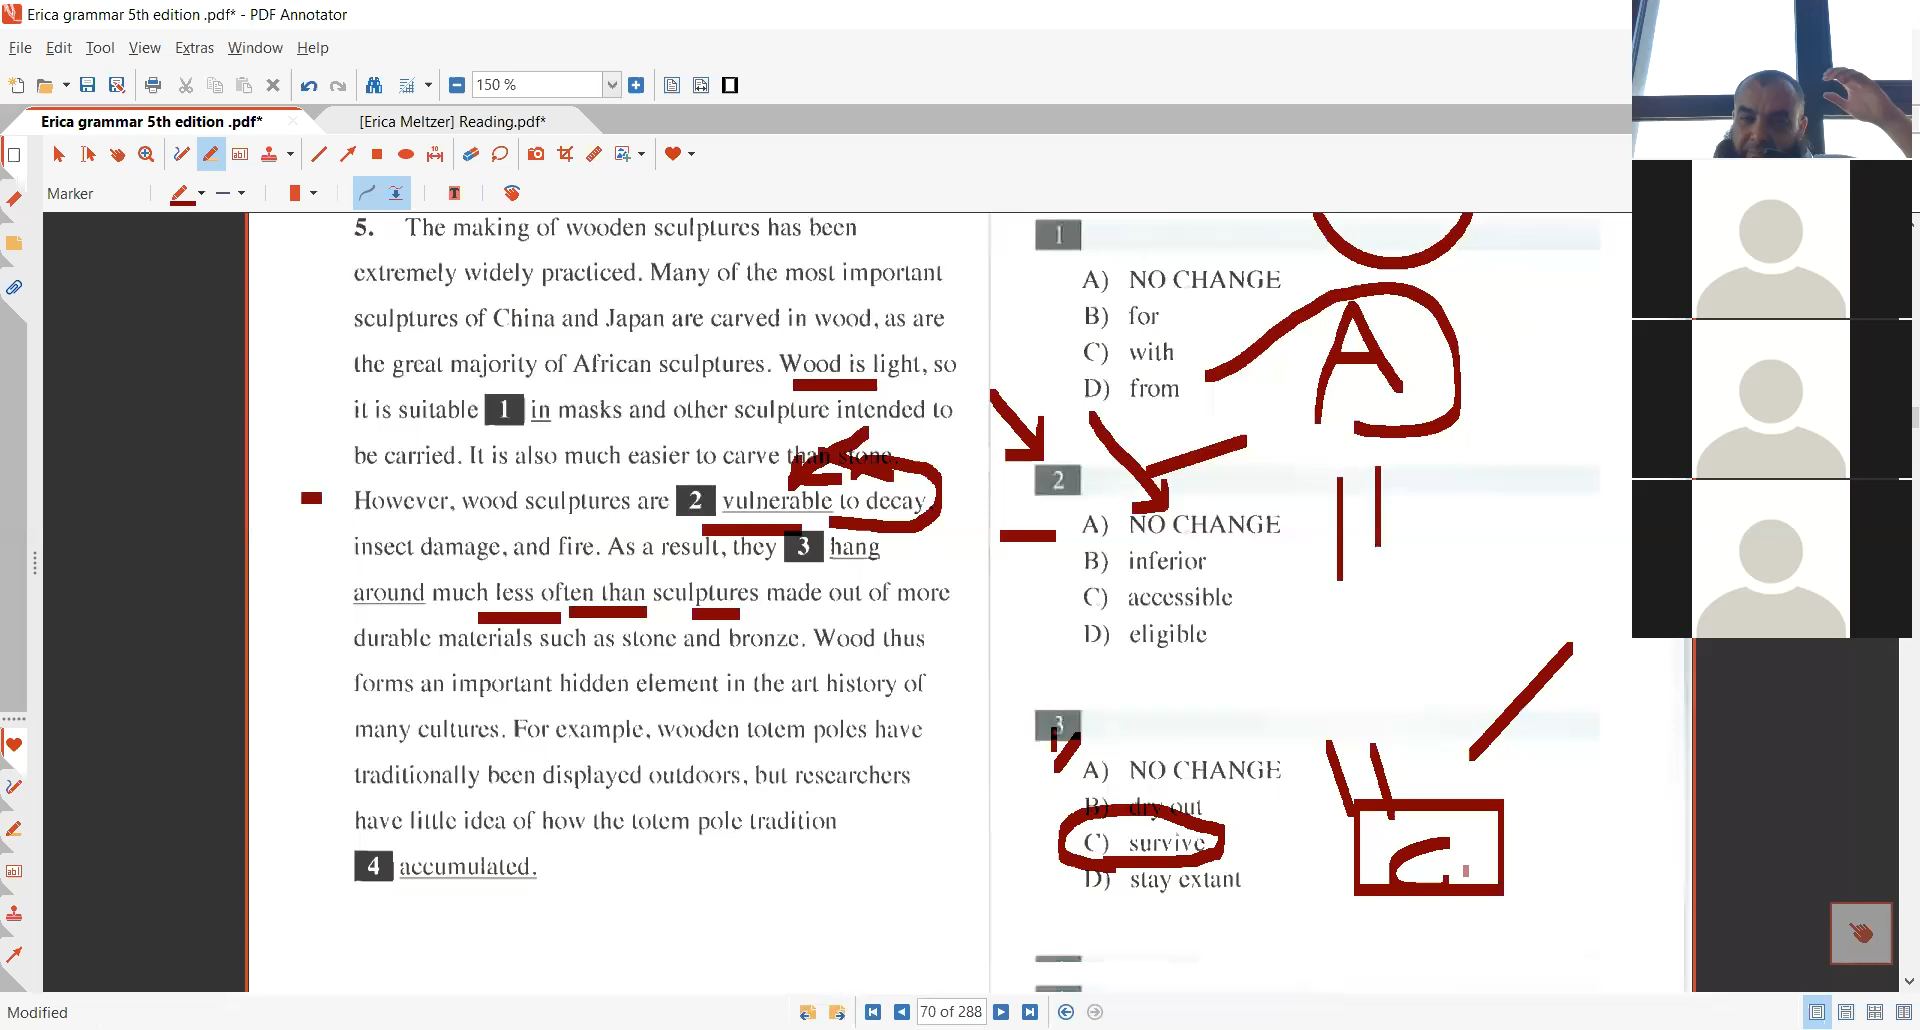 Erica grammar 5th edition .pdf* - PDF Annotator
File Edit Tool View Extras Window Help
150 %
Erica grammar 5th edition .pdf* [Erica Meltzer] Reading.pdf*
Marker
5. The making of wooden sculptures has been
extremely widely practiced. Many of the most important
sculptures of China and Japan are carved in wood, as are
the great majority of African sculptures. Wood is light, so
it is suitable 1 in masks and other sculpture intended to
be carried. It is also much easier to carve than stone.
However, wood sculptures are 2 vulnerable to decay,
insect damage, and fire. As a result, they 3 hang
around much less often than sculptures made out of more
durable materials such as stone and bronze. Wood thus
forms an important hidden element in the art history of
many cultures. For example, wooden totem poles have
traditionally been displayed outdoors, but researchers
have little idea of how the totem pole tradition
4 accumulated.
1
A) NO CHANGE
B) for
C) with
D) from
A
2
A) NO CHANGE
B) inferior
C) accessible
D) eligible
3
A) NO CHANGE
B) dry out
C) survive
D) stay extant
Modified
70 of 288